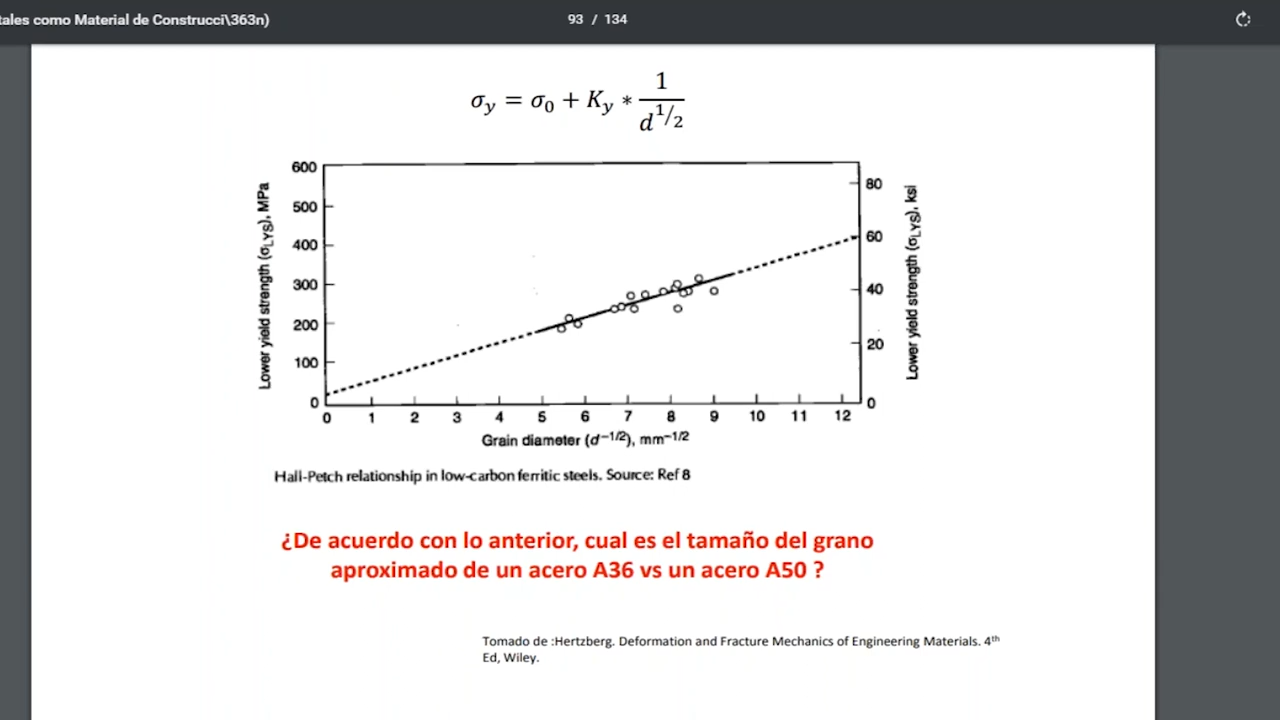 tales como Material de Construcci\363n)
93 / 134
σy = σ0 + Ky * 1/d^1/2
Lower yield strength (σLYS), MPa
600
500
400
300
200
100
0
80
60
40
20
0
Lower yield strength (σLYS), ksi
0 1 2 3 4 5 6 7 8 9 10 11 12
Grain diameter (d−1/2), mm−1/2
Hall-Petch relationship in low-carbon ferritic steels. Source: Ref 8
¿De acuerdo con lo anterior, cual es el tamaño del grano
aproximado de un acero A36 vs un acero A50 ?
Tomado de :Hertzberg. Deformation and Fracture Mechanics of Engineering Materials. 4th
Ed, Wiley.